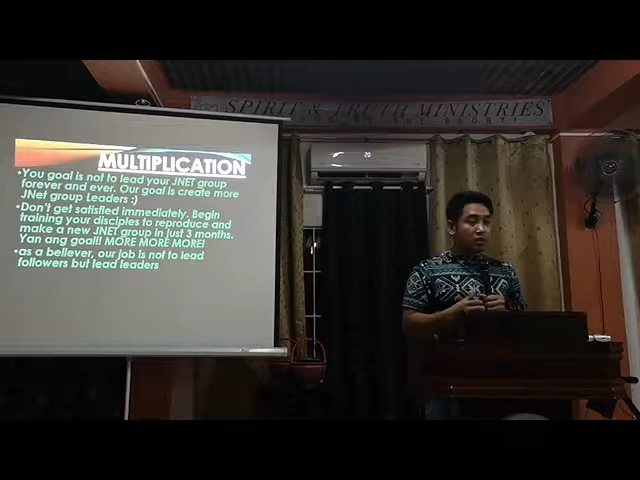 SPIRIT & TRUTH MINISTRIES
MULTIPLICATION
•You goal is not to lead your JNET group
forever and ever. Our goal is create more
JNet group Leaders :)
•Don't get satisfied immediately. Begin
training your disciples to reproduce and
make a new JNET group in just 3 months.
Yan ang goal! MORE MORE MORE!
•as a believer, our job is not to lead
followers but lead leaders